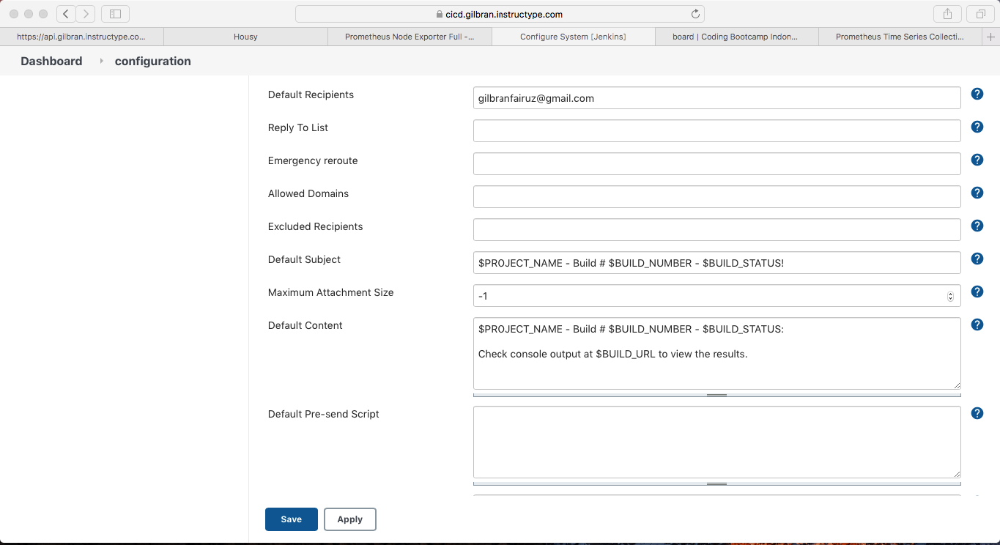 cicd.gilbran.instructype.com
https://api.gilbran.instructype.co...
Housy
Prometheus Node Exporter Full -...
Configure System [Jenkins]
board | Coding Bootcamp Indon...
Prometheus Time Series Collecti...
Dashboard
configuration
Default Recipients
gilbranfairuz@gmail.com
?
Reply To List
?
Emergency reroute
?
Allowed Domains
?
Excluded Recipients
?
Default Subject
$PROJECT_NAME - Build # $BUILD_NUMBER - $BUILD_STATUS!
?
Maximum Attachment Size
-1
?
Default Content
$PROJECT_NAME - Build # $BUILD_NUMBER - $BUILD_STATUS:
Check console output at $BUILD_URL to view the results.
?
Default Pre-send Script
?
Save
Apply